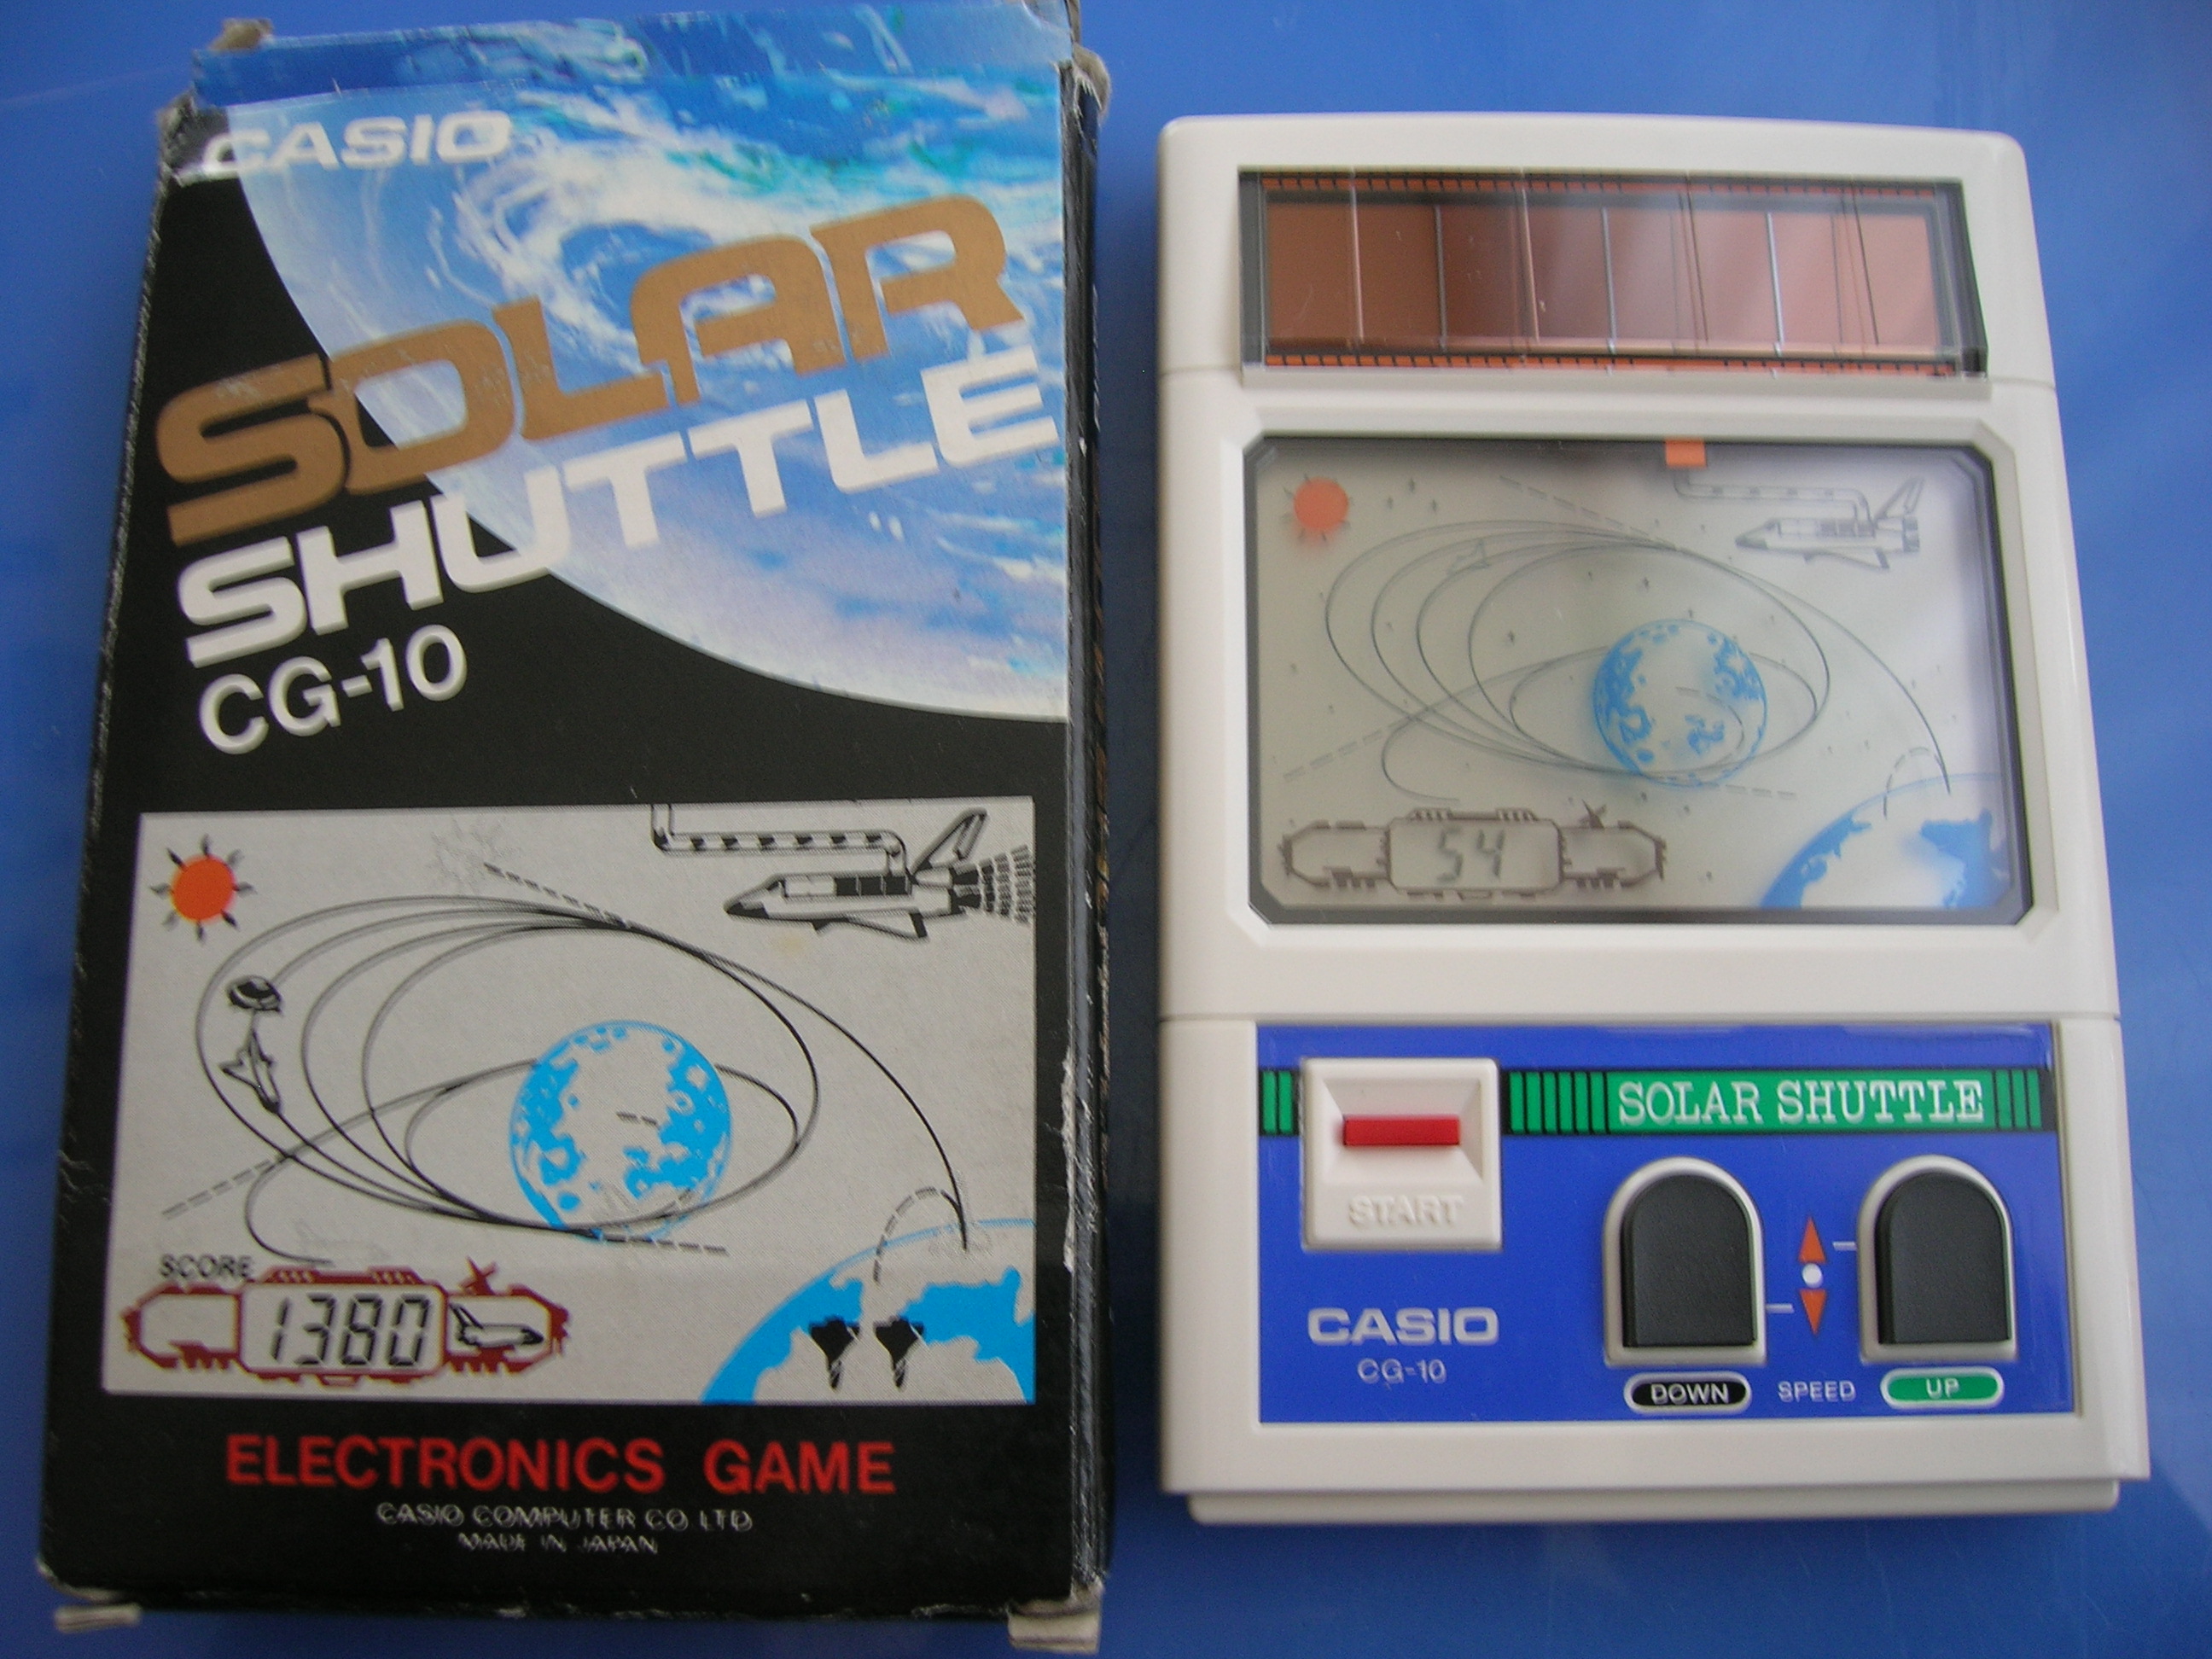 CASIO
SOLAR
SHUTTLE
CG-10
SCORE
1380
ELECTRONICS GAME
CASIO COMPUTER CO LTD
MADE IN JAPAN
54
SOLAR SHUTTLE
START
CASIO
CG-10
DOWN SPEED UP